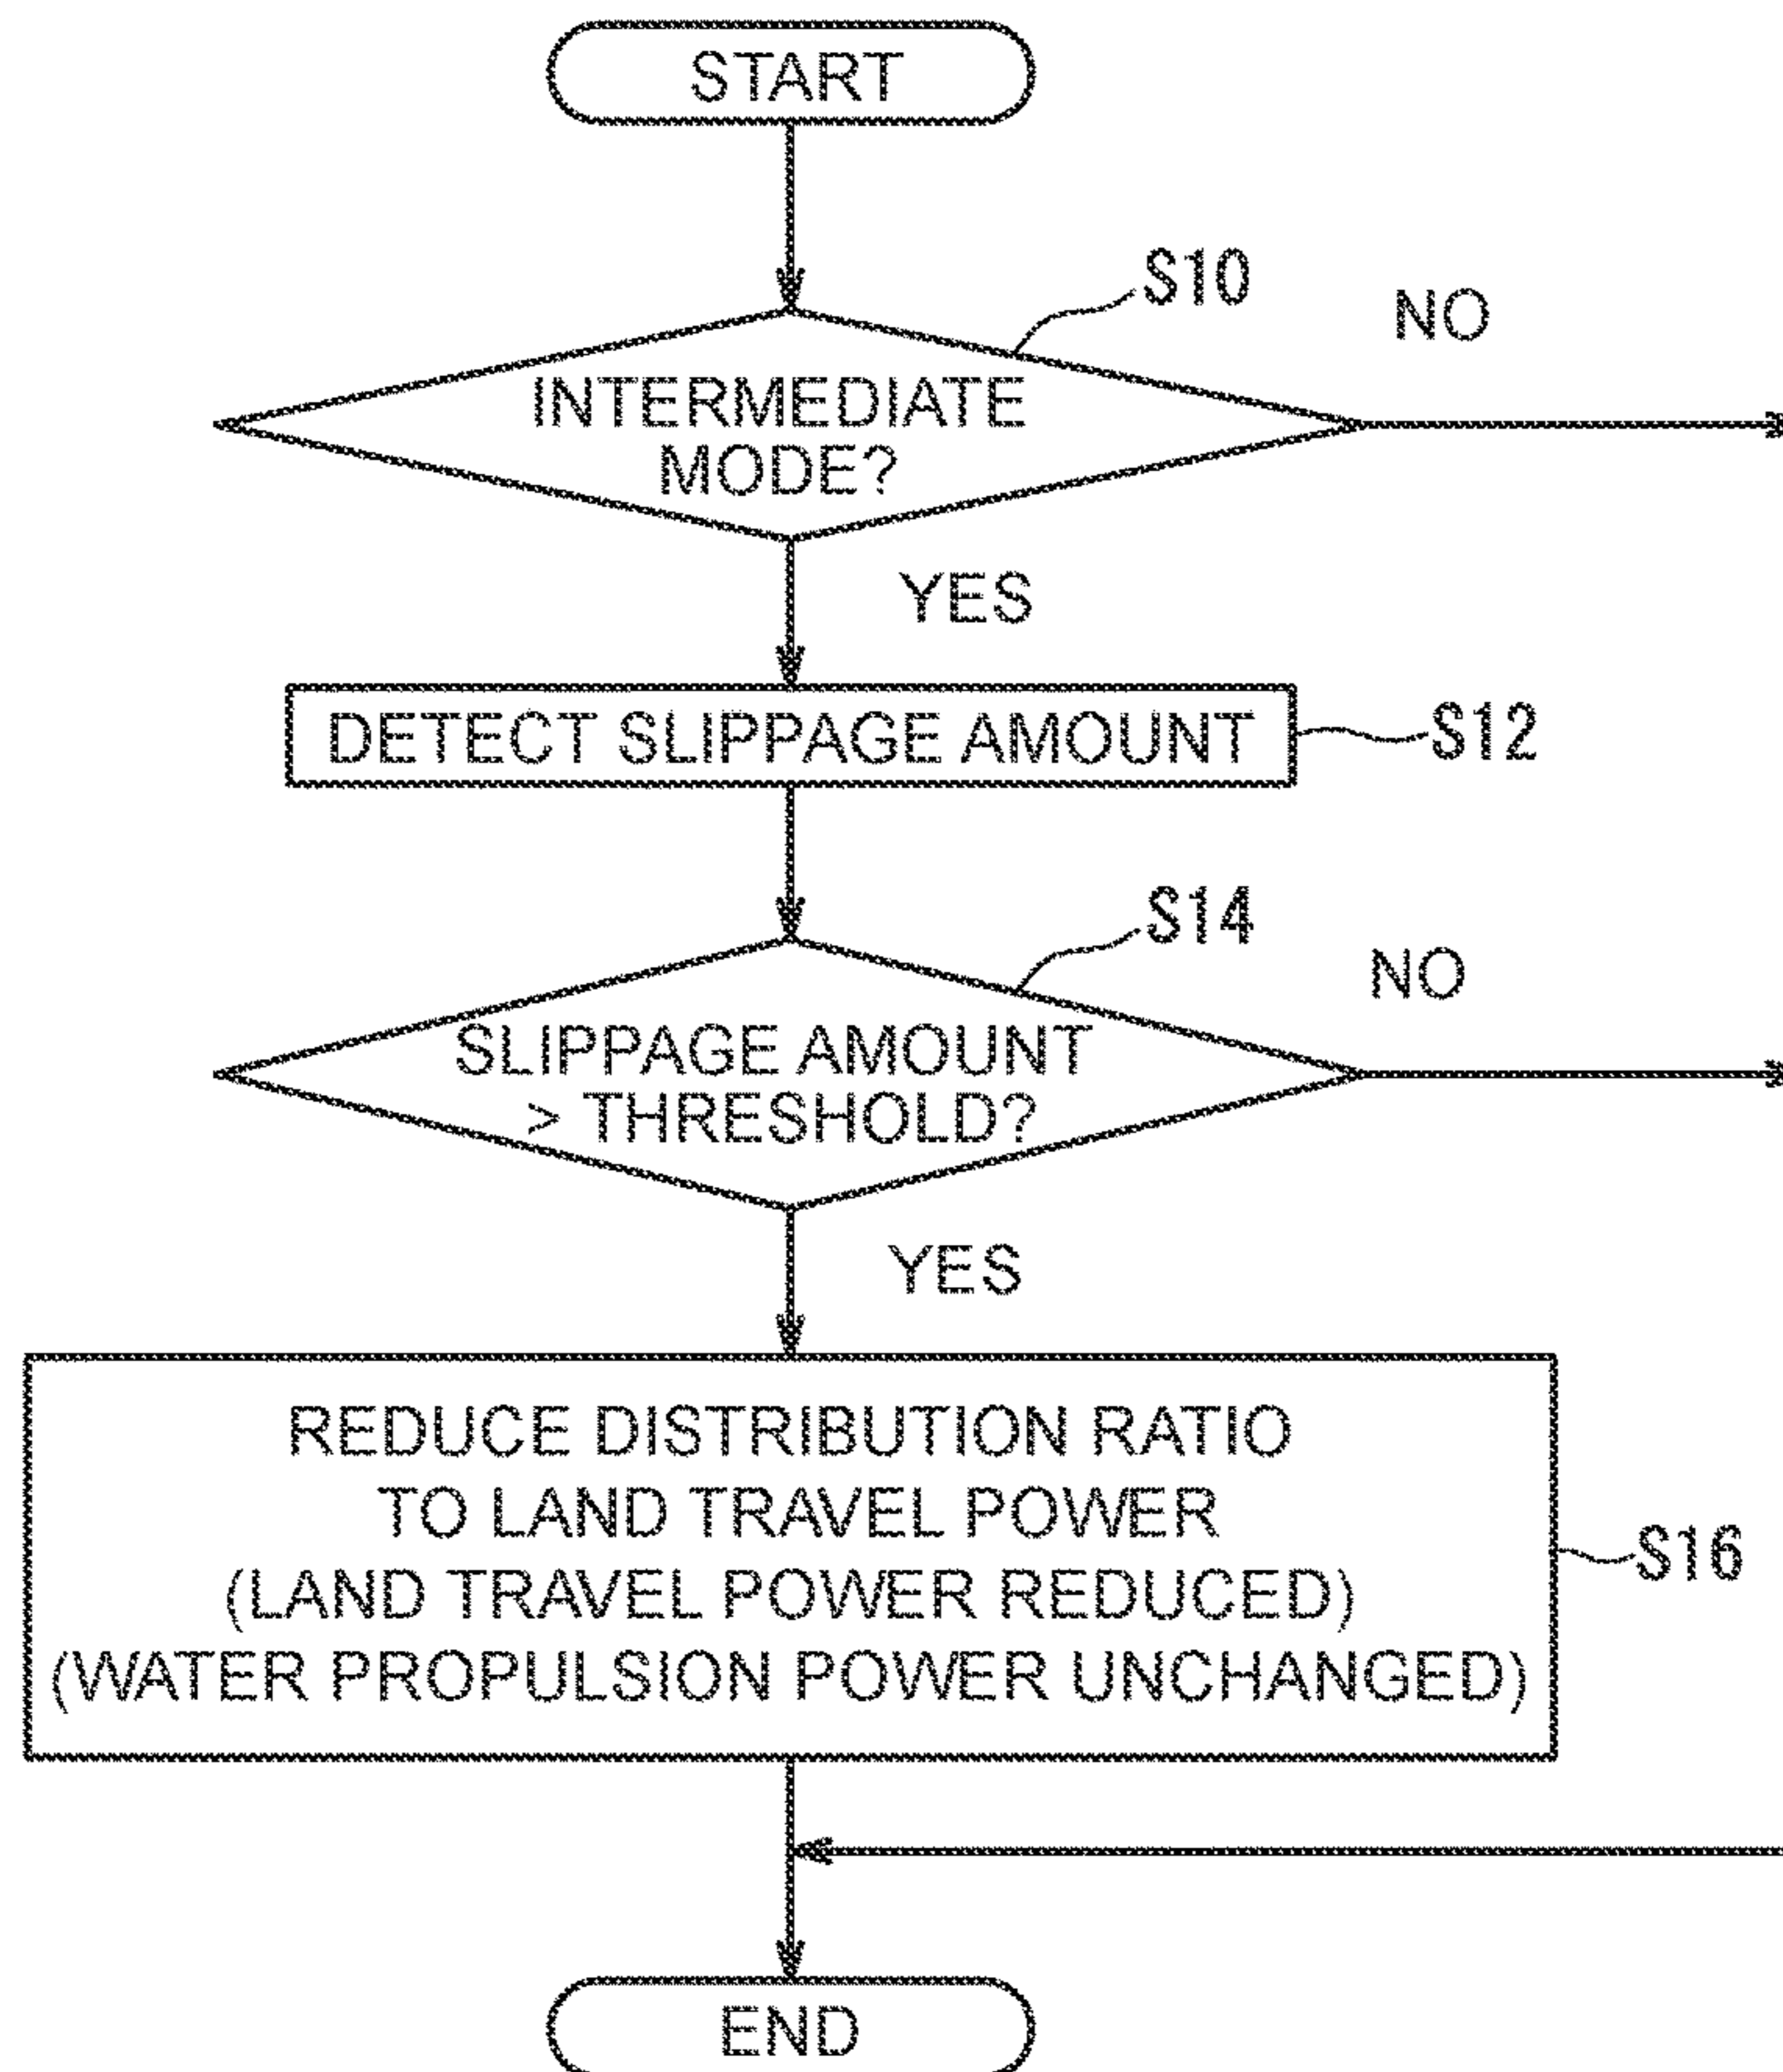 START
S10
NO
INTERMEDIATE
MODE?
YES
DETECT SLIPPAGE AMOUNT
S12
S14
NO
SLIPPAGE AMOUNT
> THRESHOLD?
YES
REDUCE DISTRIBUTION RATIO
TO LAND TRAVEL POWER
(LAND TRAVEL POWER REDUCED)
(WATER PROPULSION POWER UNCHANGED)
S16
END